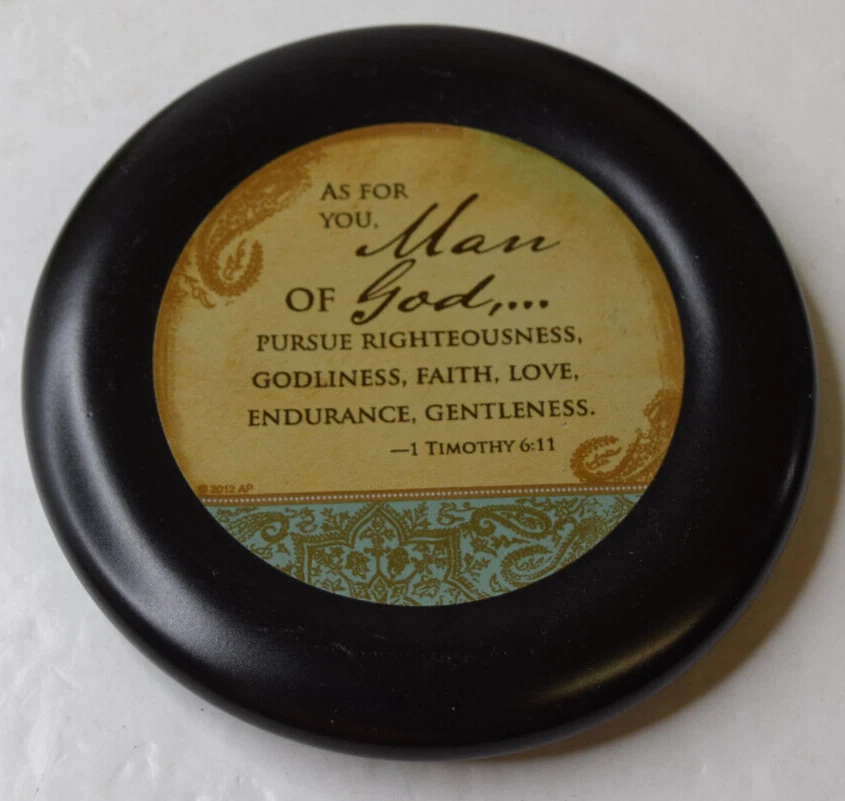 AS FOR
YOU, Man
OF God,...
PURSUE RIGHTEOUSNESS,
GODLINESS, FAITH, LOVE,
ENDURANCE, GENTLENESS.
—1 TIMOTHY 6:11
© 2012 AP